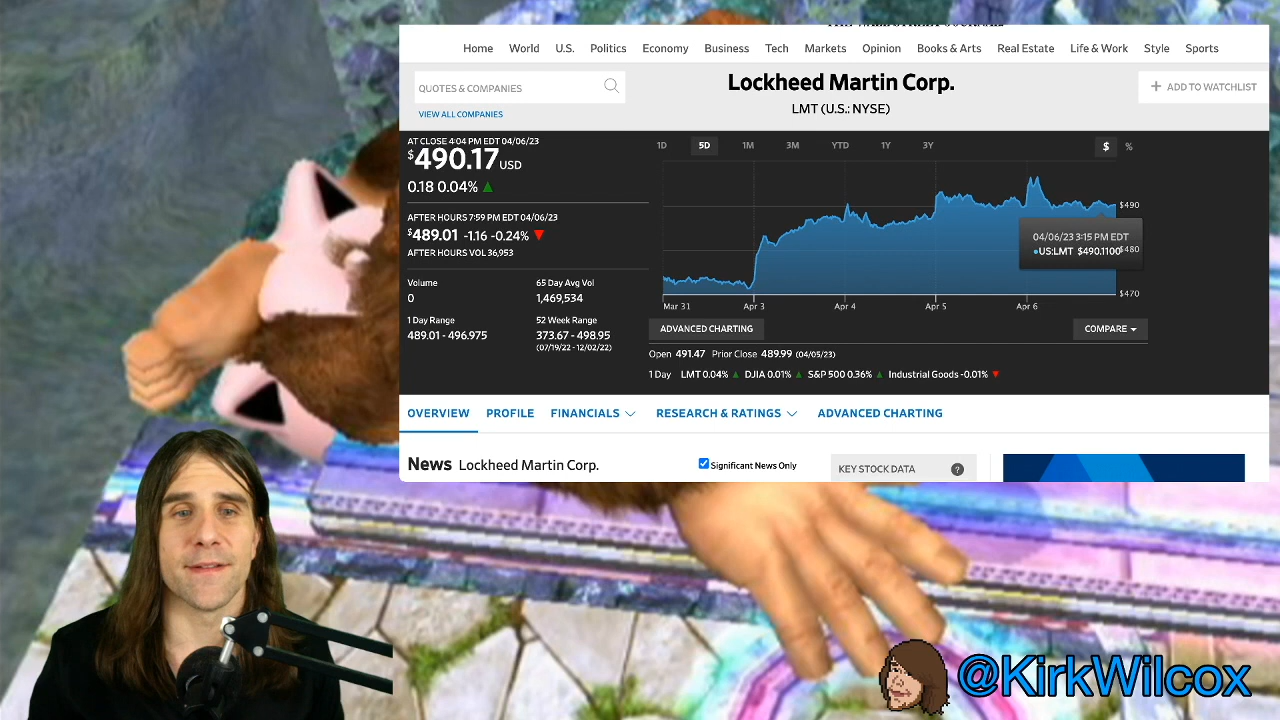 Home World U.S. Politics Economy Business Tech Markets Opinion Books & Arts Real Estate Life & Work Style Sports
QUOTES & COMPANIES
VIEW ALL COMPANIES
Lockheed Martin Corp.
LMT (U.S.: NYSE)
+ ADD TO WATCHLIST
AT CLOSE 4:04 PM EDT 04/06/23
$490.17 USD
0.18 0.04%
AFTER HOURS 7:59 PM EDT 04/06/23
$489.01 -1.16 -0.24%
AFTER HOURS VOL 36,953
Volume 65 Day Avg Vol
0 1,469,534
1 Day Range 52 Week Range
489.01 - 496.975 373.67 - 498.95
(07/19/22 - 12/02/22)
1D 5D 1M 3M YTD 1Y 3Y $ %
$490
04/06/23 3:15 PM EDT
US:LMT $490.1100
$480
$470
Mar 31 Apr 3 Apr 4 Apr 5 Apr 6
ADVANCED CHARTING COMPARE
Open 491.47 Prior Close 489.99 (04/05/23)
1 Day LMT 0.04% DJIA 0.01% S&P 500 0.36% Industrial Goods -0.01%
OVERVIEW PROFILE FINANCIALS RESEARCH & RATINGS ADVANCED CHARTING
News Lockheed Martin Corp.
Significant News Only
KEY STOCK DATA ?
@KirkWilcox